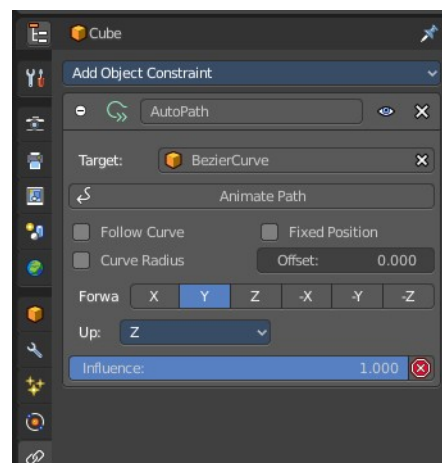 Cube
Add Object Constraint
AutoPath
Target: BezierCurve
Animate Path
Follow Curve Fixed Position
Curve Radius Offset: 0.000
Forwa X Y Z -X -Y -Z
Up: Z
Influence: 1.000